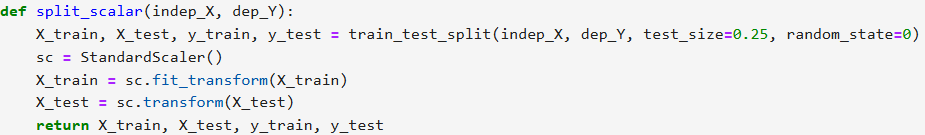 def split_scalar(indep_X, dep_Y):
    X_train, X_test, y_train, y_test = train_test_split(indep_X, dep_Y, test_size=0.25, random_state=0)
    sc = StandardScaler()
    X_train = sc.fit_transform(X_train)
    X_test = sc.transform(X_test)
    return X_train, X_test, y_train, y_test